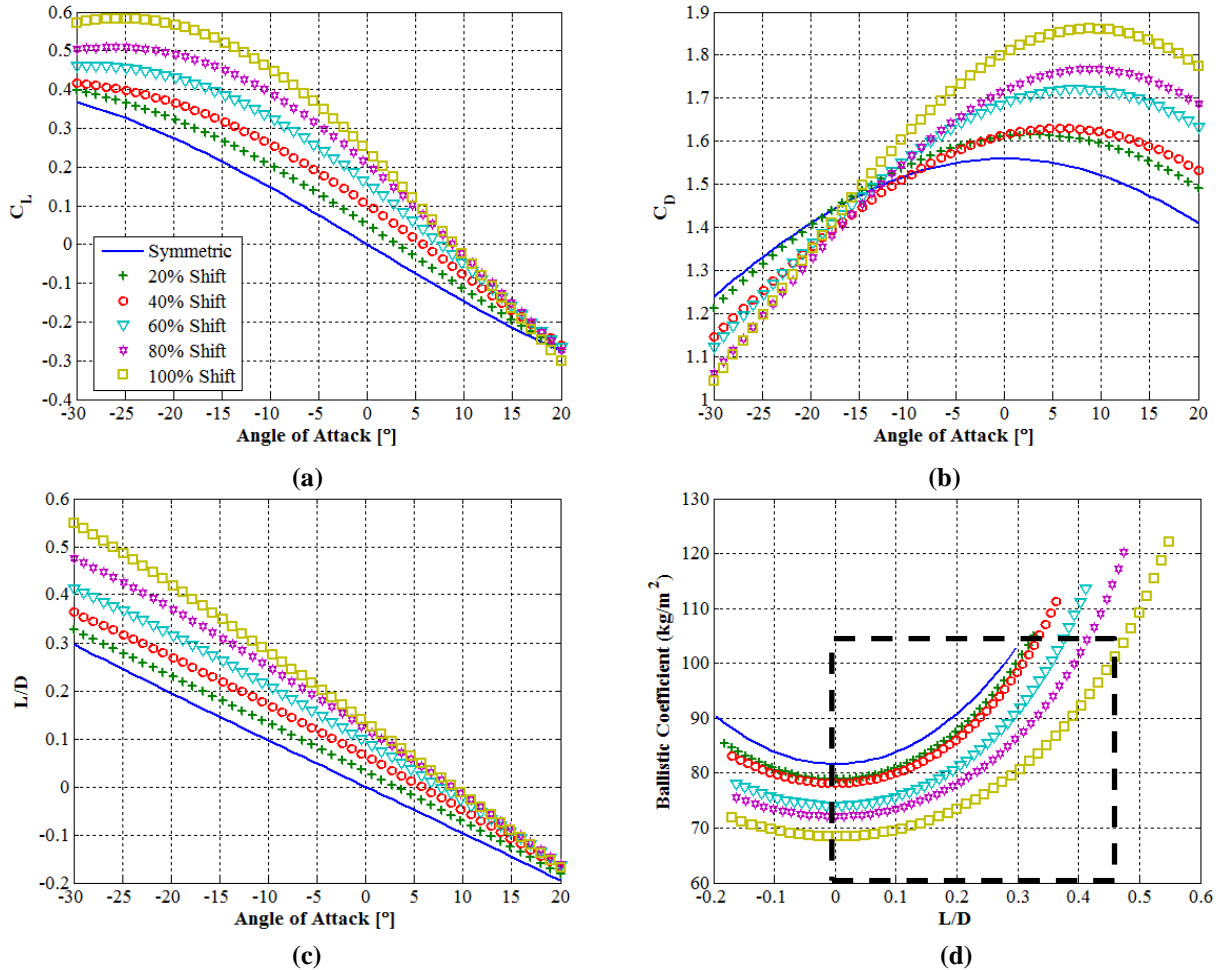 C_L
0.6
0.5
0.4
0.3
0.2
0.1
0
-0.1
-0.2
-0.3
-0.4
Symmetric
20% Shift
40% Shift
60% Shift
80% Shift
100% Shift
-30 -25 -20 -15 -10 -5 0 5 10 15 20
Angle of Attack [º]
(a)
C_D
1.9
1.8
1.7
1.6
1.5
1.4
1.3
1.2
1.1
1
-30 -25 -20 -15 -10 -5 0 5 10 15 20
Angle of Attack [º]
(b)
L/D
0.6
0.5
0.4
0.3
0.2
0.1
0
-0.1
-0.2
-30 -25 -20 -15 -10 -5 0 5 10 15 20
Angle of Attack [º]
(c)
Ballistic Coefficient (kg/m²)
130
120
110
100
90
80
70
60
-0.2 -0.1 0 0.1 0.2 0.3 0.4 0.5 0.6
L/D
(d)